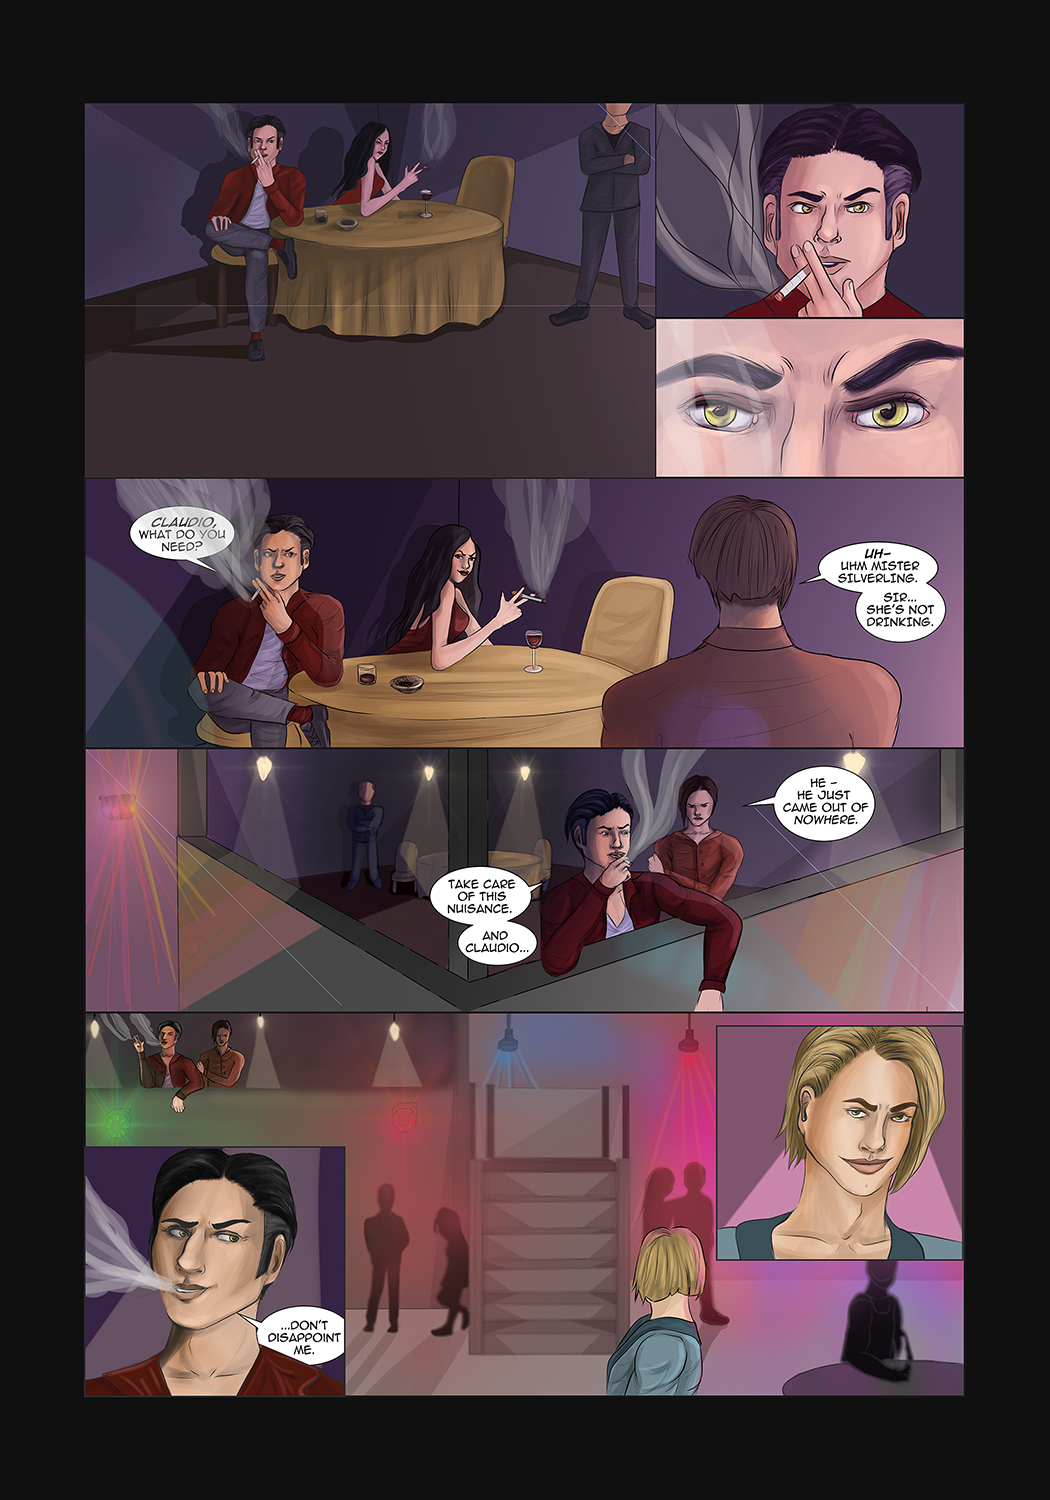 CLAUDIO,
WHAT DO YOU
NEED?
UH-
UHM MISTER
SILVERLING.
SIR...
SHE'S NOT
DRINKING.
HE -
HE JUST
CAME OUT OF
NOWHERE.
TAKE CARE
OF THIS
NUISANCE.
AND
CLAUDIO...
...DON'T
DISAPPOINT
ME.